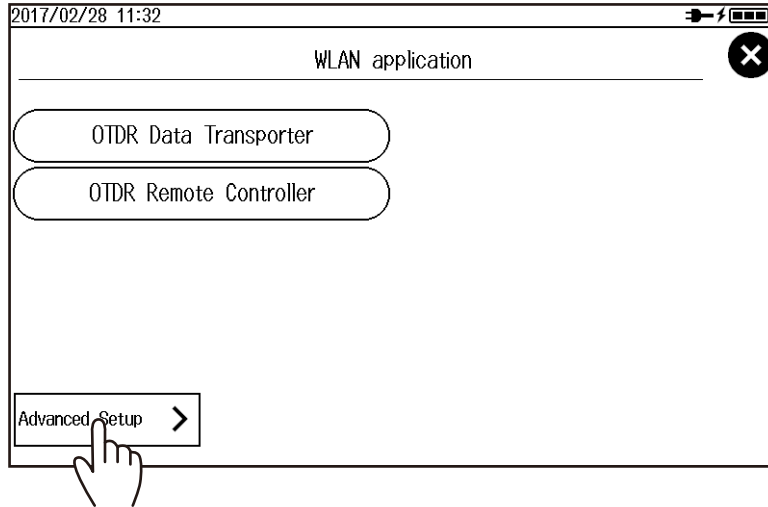 2017/02/28 11:32
WLAN application
OTDR Data Transporter
OTDR Remote Controller
Advanced Setup